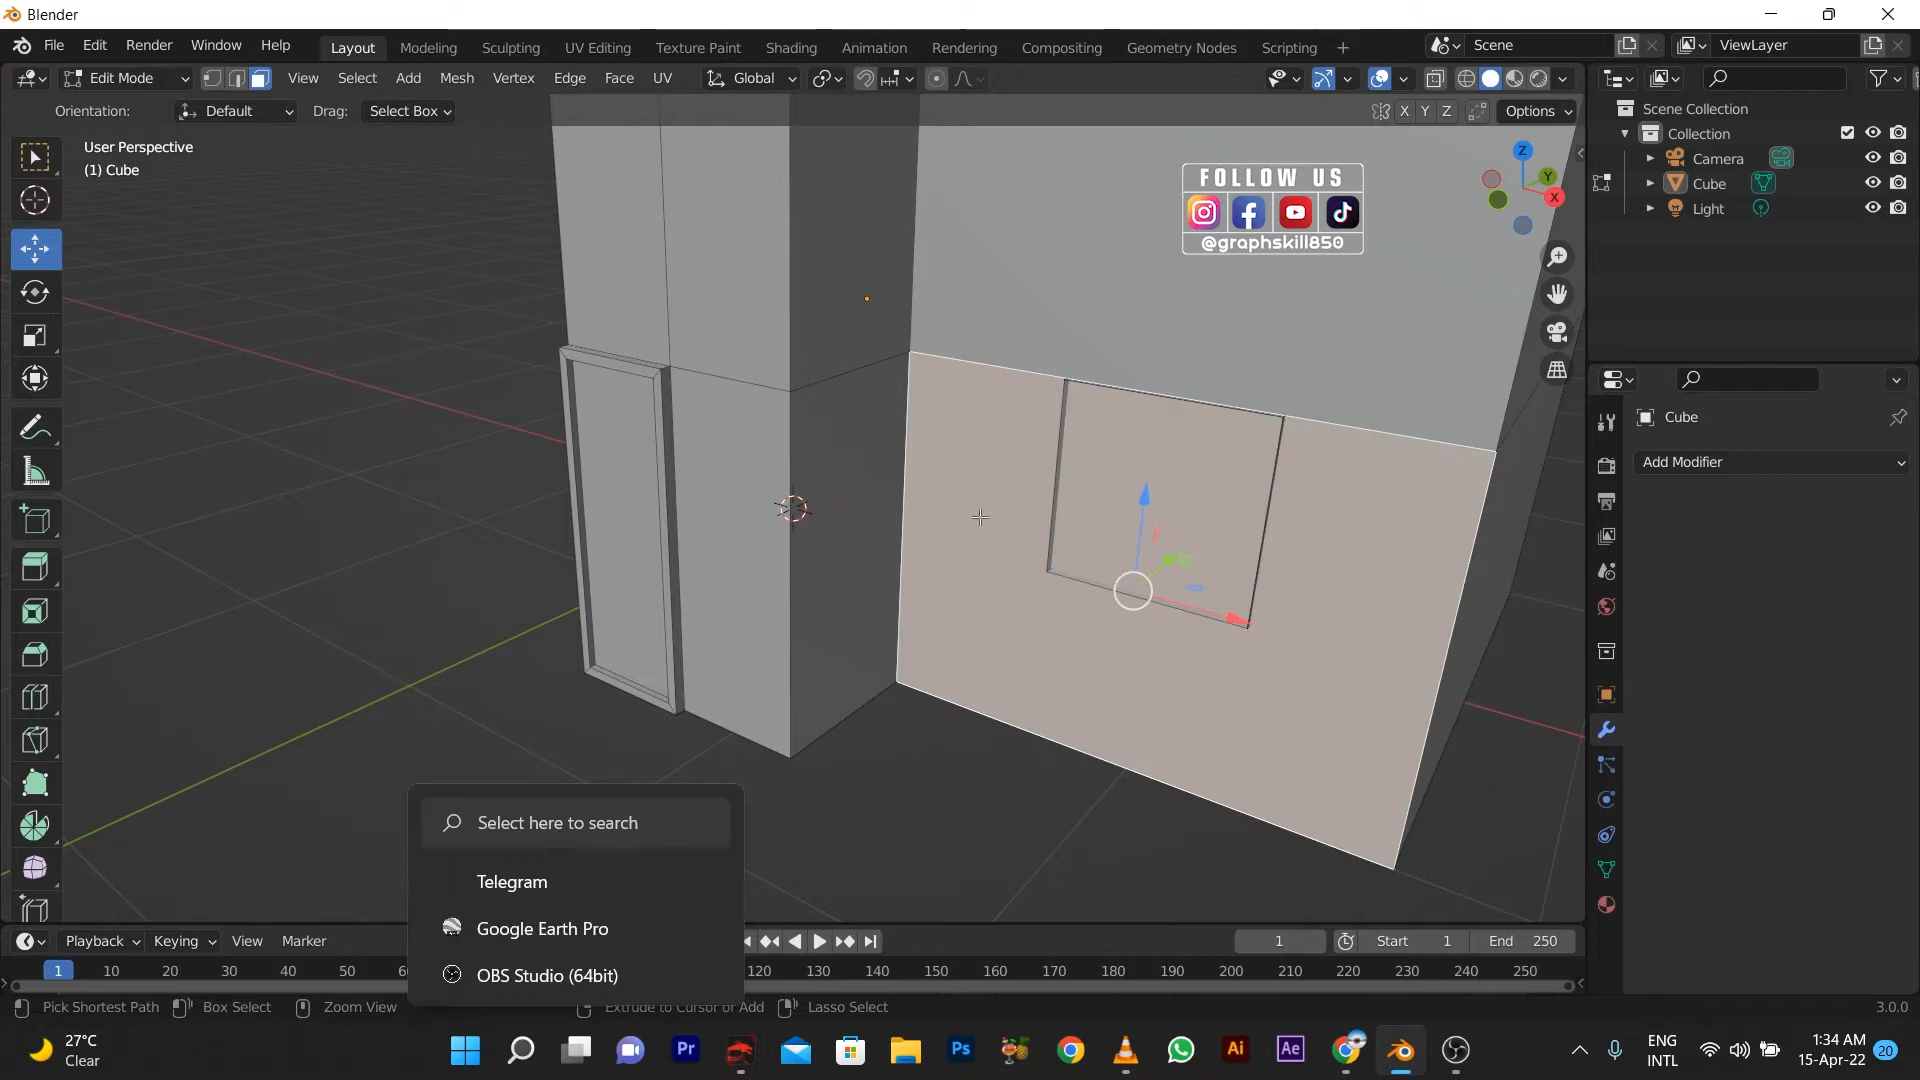 Blender
File Edit Render Window Help Layout Modeling Sculpting UV Editing Texture Paint Shading Animation Rendering Compositing Geometry Nodes Scripting + Scene ViewLayer
Edit Mode View Select Add Mesh Vertex Edge Face UV Global
Orientation: Default Drag: Select Box X Y Z Options
Scene Collection
Collection
Camera
Cube
Light
User Perspective
(1) Cube
FOLLOW US
@graphskill850
Z
Y
X
Cube
Add Modifier
Select here to search
Telegram
Google Earth Pro
OBS Studio (64bit)
Playback Keying View Marker 1 Start 1 End 250
1 10 20 30 40 50 120 130 140 150 160 170 180 190 200 210 220 230 240 250
Pick Shortest Path Box Select Zoom View Extrude to Cursor or Add Lasso Select 3.0.0
27°C
Clear
Pr Ps Ai Ae
ENG
INTL
1:34 AM
15-Apr-22
20